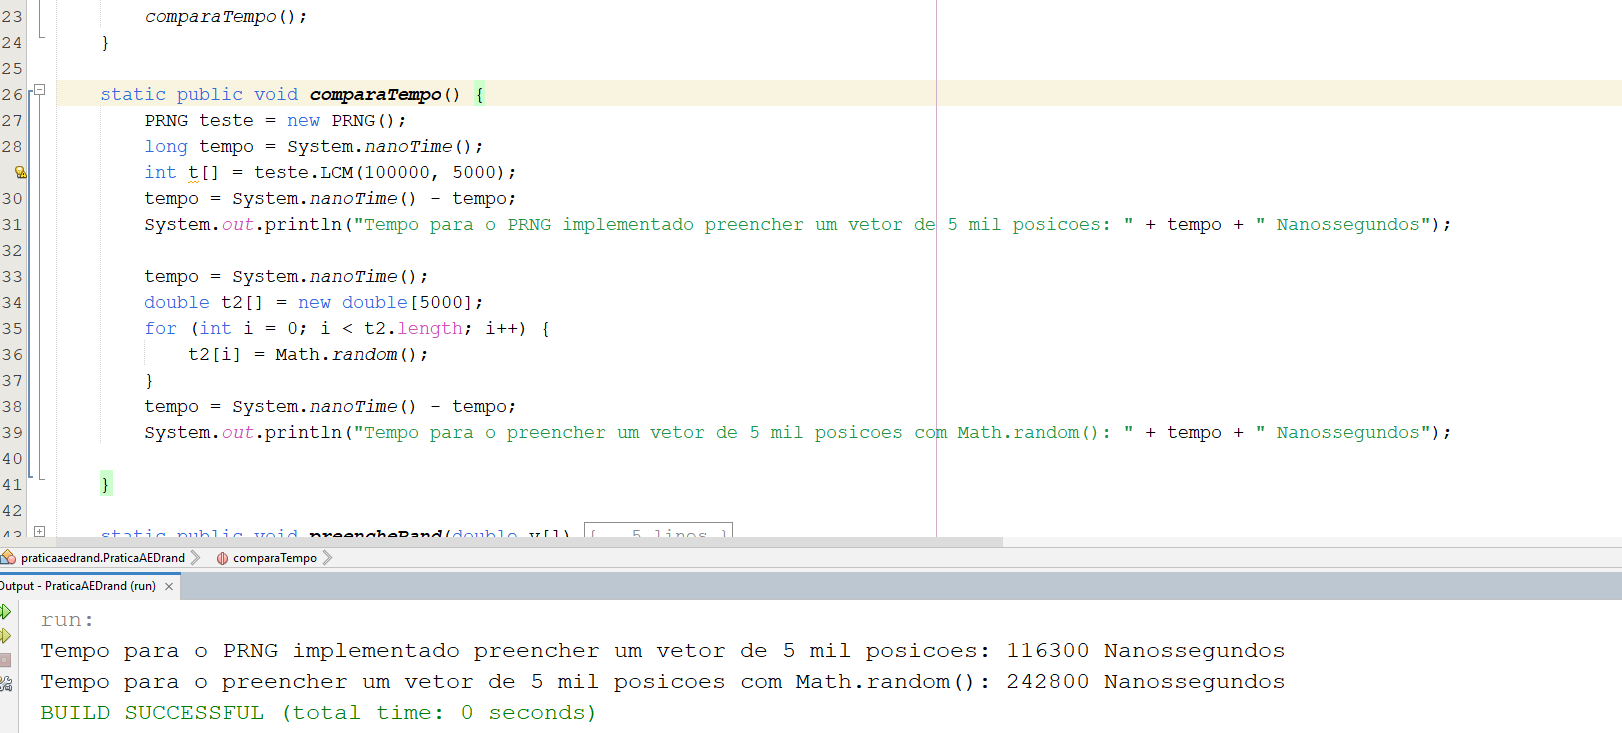 23 comparaTempo();
24 }
25
26 static public void comparaTempo() {
27 PRNG teste = new PRNG();
28 long tempo = System.nanoTime();
int t[] = teste.LCM(100000, 5000);
30 tempo = System.nanoTime() - tempo;
31 System.out.println("Tempo para o PRNG implementado preencher um vetor de 5 mil posicoes: " + tempo + " Nanossegundos");
32
33 tempo = System.nanoTime();
34 double t2[] = new double[5000];
35 for (int i = 0; i < t2.length; i++) {
36 t2[i] = Math.random();
37 }
38 tempo = System.nanoTime() - tempo;
39 System.out.println("Tempo para o preencher um vetor de 5 mil posicoes com Math.random(): " + tempo + " Nanossegundos");
40
41 }
42
43 static public void preencheRand(double v[]) {...5 lines }
praticaaedrand.PraticaAEDrand comparaTempo
Output - PraticaAEDrand (run) ×
run:
Tempo para o PRNG implementado preencher um vetor de 5 mil posicoes: 116300 Nanossegundos
Tempo para o preencher um vetor de 5 mil posicoes com Math.random(): 242800 Nanossegundos
BUILD SUCCESSFUL (total time: 0 seconds)